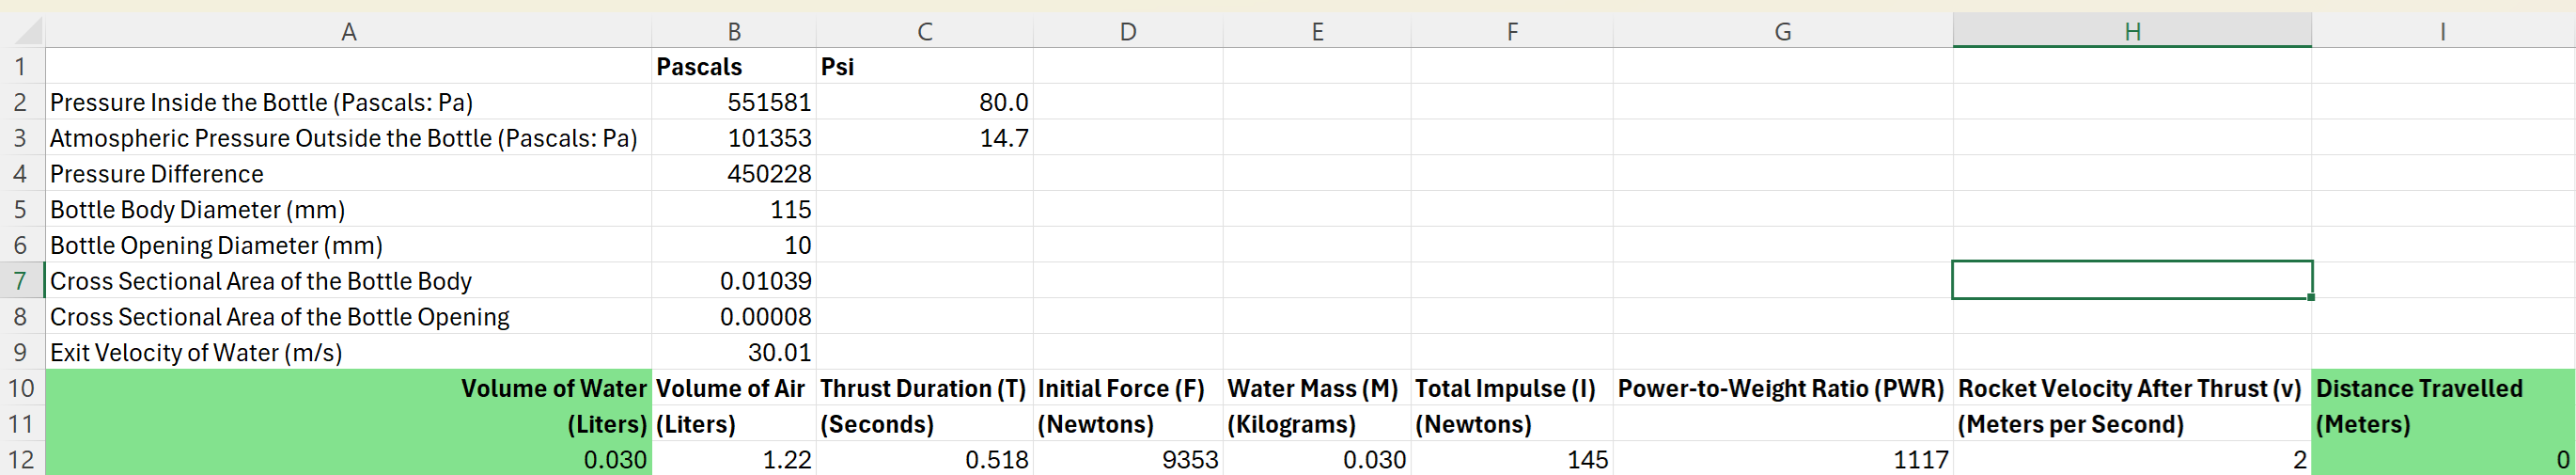 A B C D E F G H I
1 Pascals Psi
2 Pressure Inside the Bottle (Pascals: Pa) 551581 80.0
3 Atmospheric Pressure Outside the Bottle (Pascals: Pa) 101353 14.7
4 Pressure Difference 450228
5 Bottle Body Diameter (mm) 115
6 Bottle Opening Diameter (mm) 10
7 Cross Sectional Area of the Bottle Body 0.01039
8 Cross Sectional Area of the Bottle Opening 0.00008
9 Exit Velocity of Water (m/s) 30.01
10 Volume of Water Volume of Air Thrust Duration (T) Initial Force (F) Water Mass (M) Total Impulse (I) Power-to-Weight Ratio (PWR) Rocket Velocity After Thrust (v) Distance Travelled
11 (Liters) (Liters) (Seconds) (Newtons) (Kilograms) (Newtons) (Meters per Second) (Meters)
12 0.030 1.22 0.518 9353 0.030 145 1117 2 0